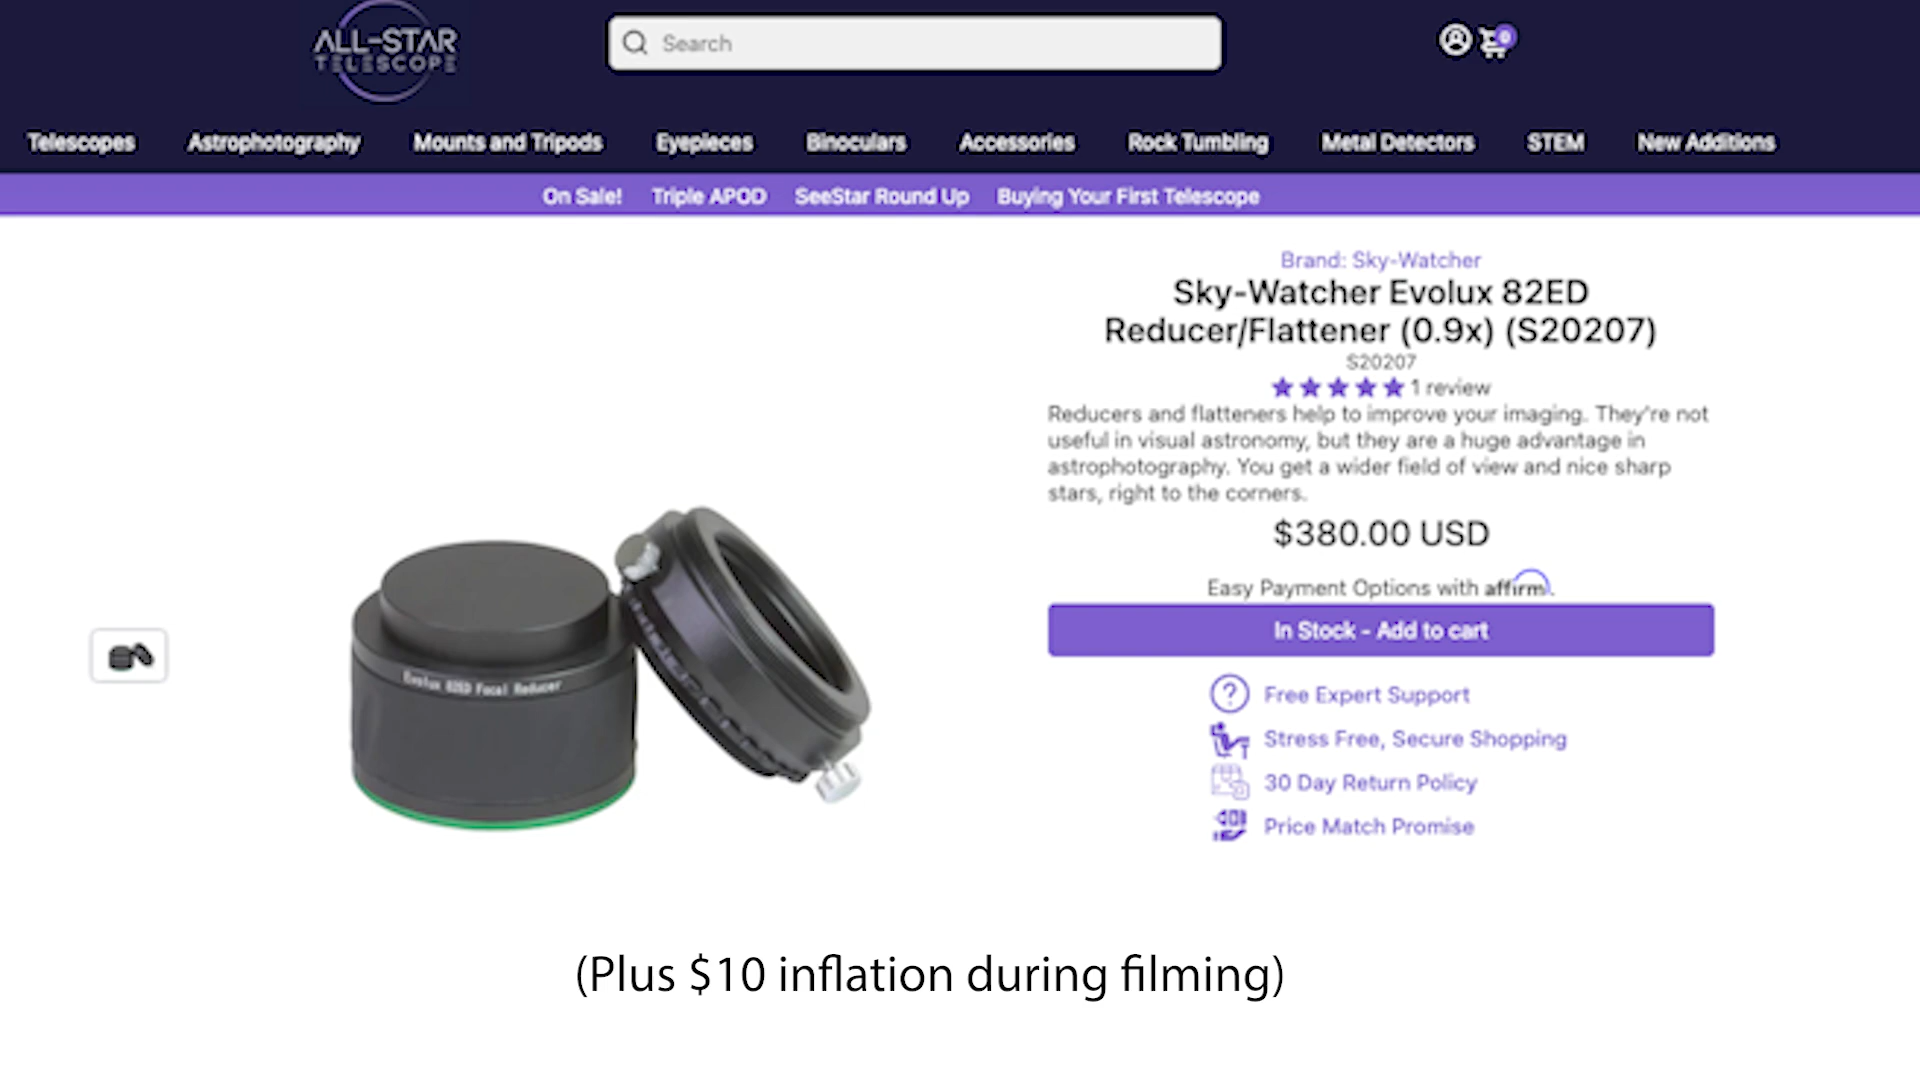 ALL-STAR
TELESCOPE
Search
0
Telescopes Astrophotography Mounts and Tripods Eyepieces Binoculars Accessories Rock Tumbling Metal Detectors STEM New Additions
On Sale! Triple APOD SeeStar Round Up Buying Your First Telescope
Brand: Sky-Watcher
Sky-Watcher Evolux 82ED
Reducer/Flattener (0.9x) (S20207)
S20207
1 review
Reducers and flatteners help to improve your imaging. They're not
useful in visual astronomy, but they are a huge advantage in
astrophotography. You get a wider field of view and nice sharp
stars, right to the corners.
$380.00 USD
Easy Payment Options with affirm.
In Stock - Add to cart
Free Expert Support
Stress Free, Secure Shopping
30 Day Return Policy
Price Match Promise
Evolux 82ED Focal Reducer
(Plus $10 inflation during filming)